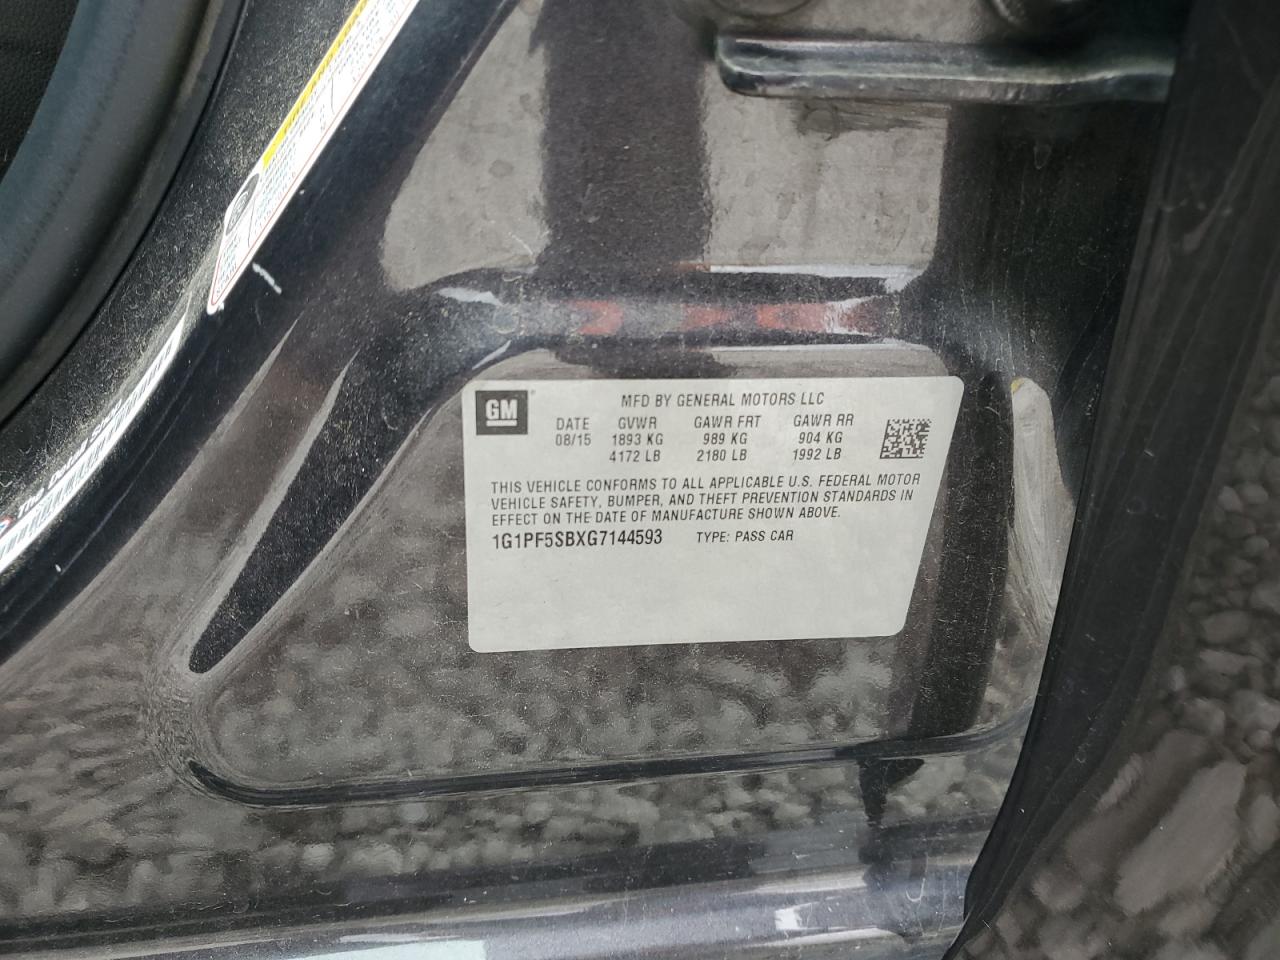 GM
MFD BY GENERAL MOTORS LLC
DATE GVWR GAWR FRT GAWR RR
08/15 1893 KG 989 KG 904 KG
4172 LB 2180 LB 1992 LB
THIS VEHICLE CONFORMS TO ALL APPLICABLE U.S. FEDERAL MOTOR
VEHICLE SAFETY, BUMPER, AND THEFT PREVENTION STANDARDS IN
EFFECT ON THE DATE OF MANUFACTURE SHOWN ABOVE.
1G1PF5SBXG7144593 TYPE: PASS CAR